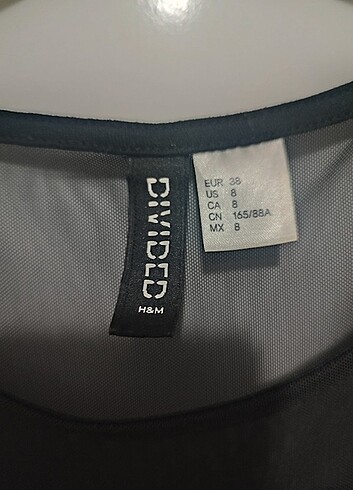 DIVIDED
H&M
EUR 38
US 8
CA 8
CN 165/88A
MX 8